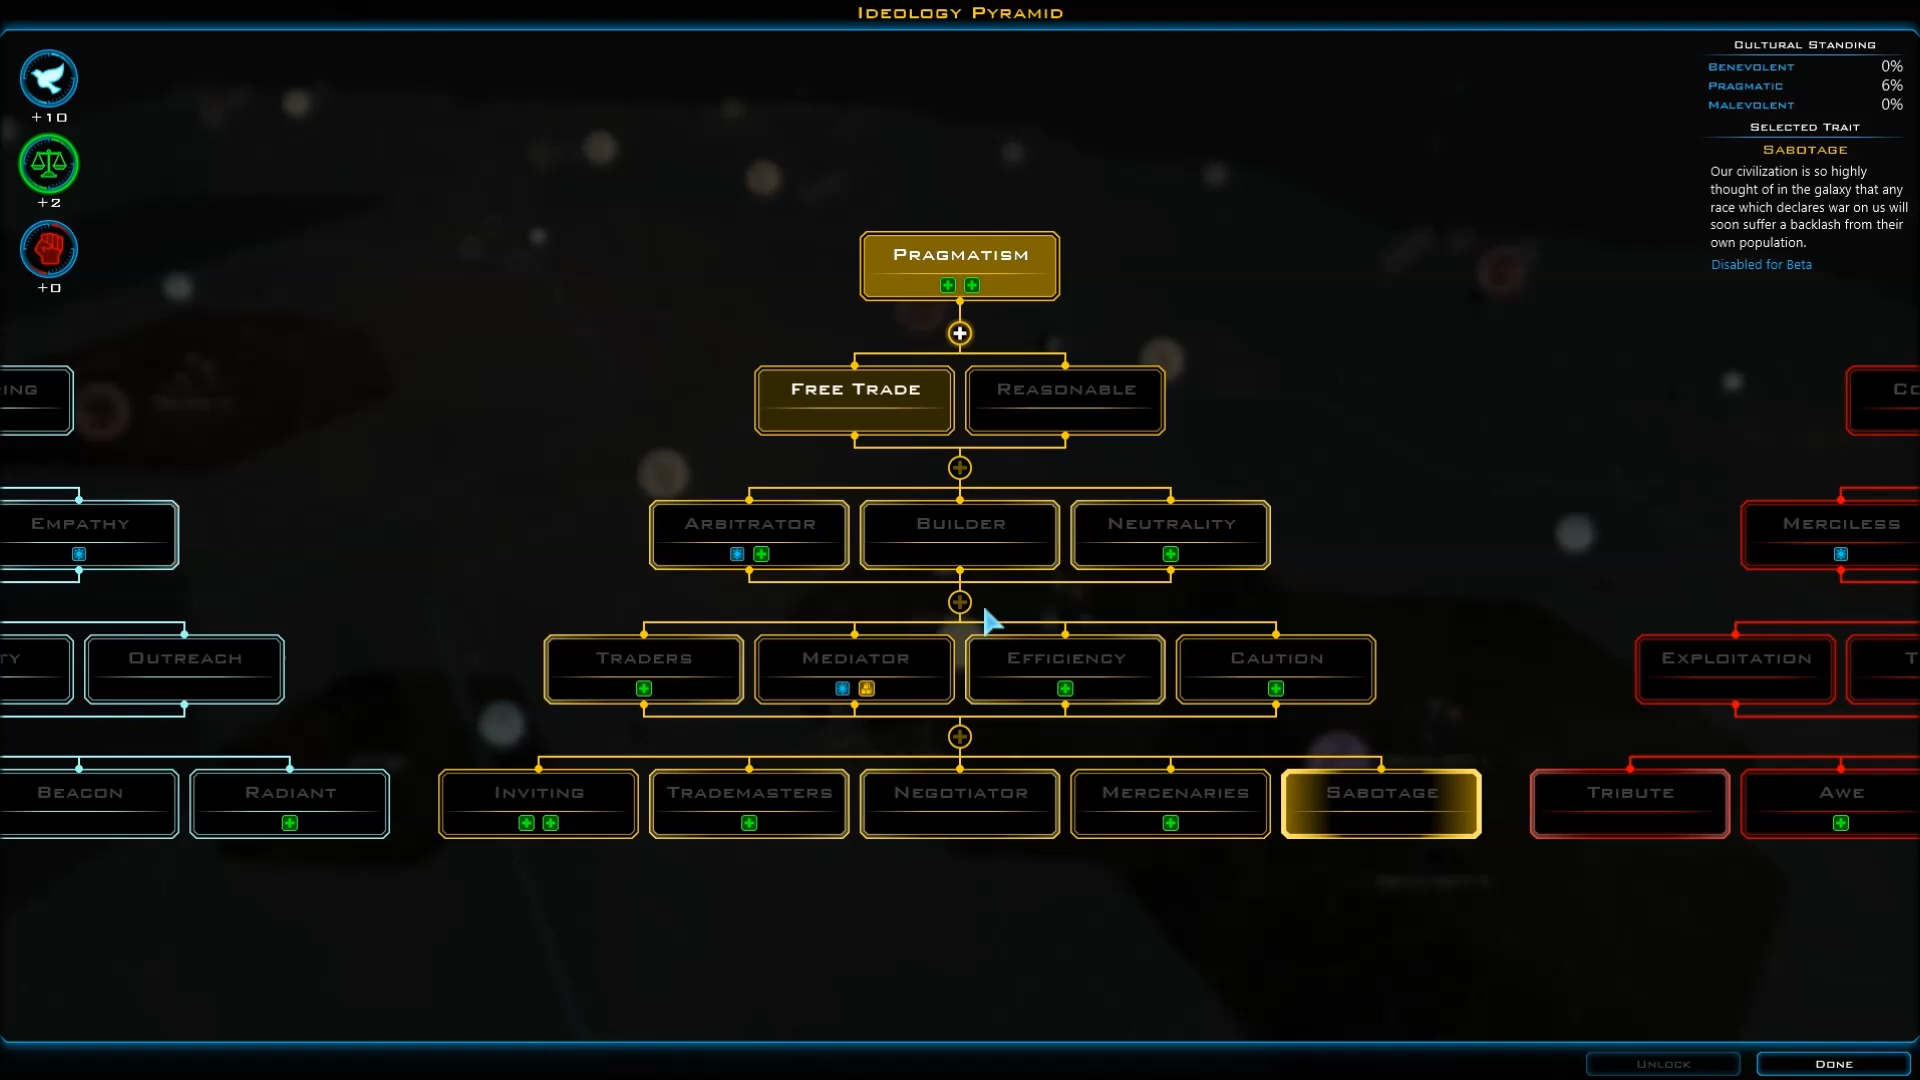 Ideology Pyramid
+10
+2
+0
Cultural Standing
Benevolent 0%
Pragmatic 6%
Malevolent 0%
Selected Trait
Sabotage
Our civilization is so highly
thought of in the galaxy that any
race which declares war on us will
soon suffer a backlash from their
own population.
Disabled for Beta
Pragmatism
ING
Free Trade
Reasonable
Co
Empathy
Arbitrator
Builder
Neutrality
Merciless
TY
Outreach
Traders
Mediator
Efficiency
Caution
Exploitation
T
Beacon
Radiant
Inviting
Trademasters
Negotiator
Mercenaries
Sabotage
Tribute
Awe
Unlock
Done